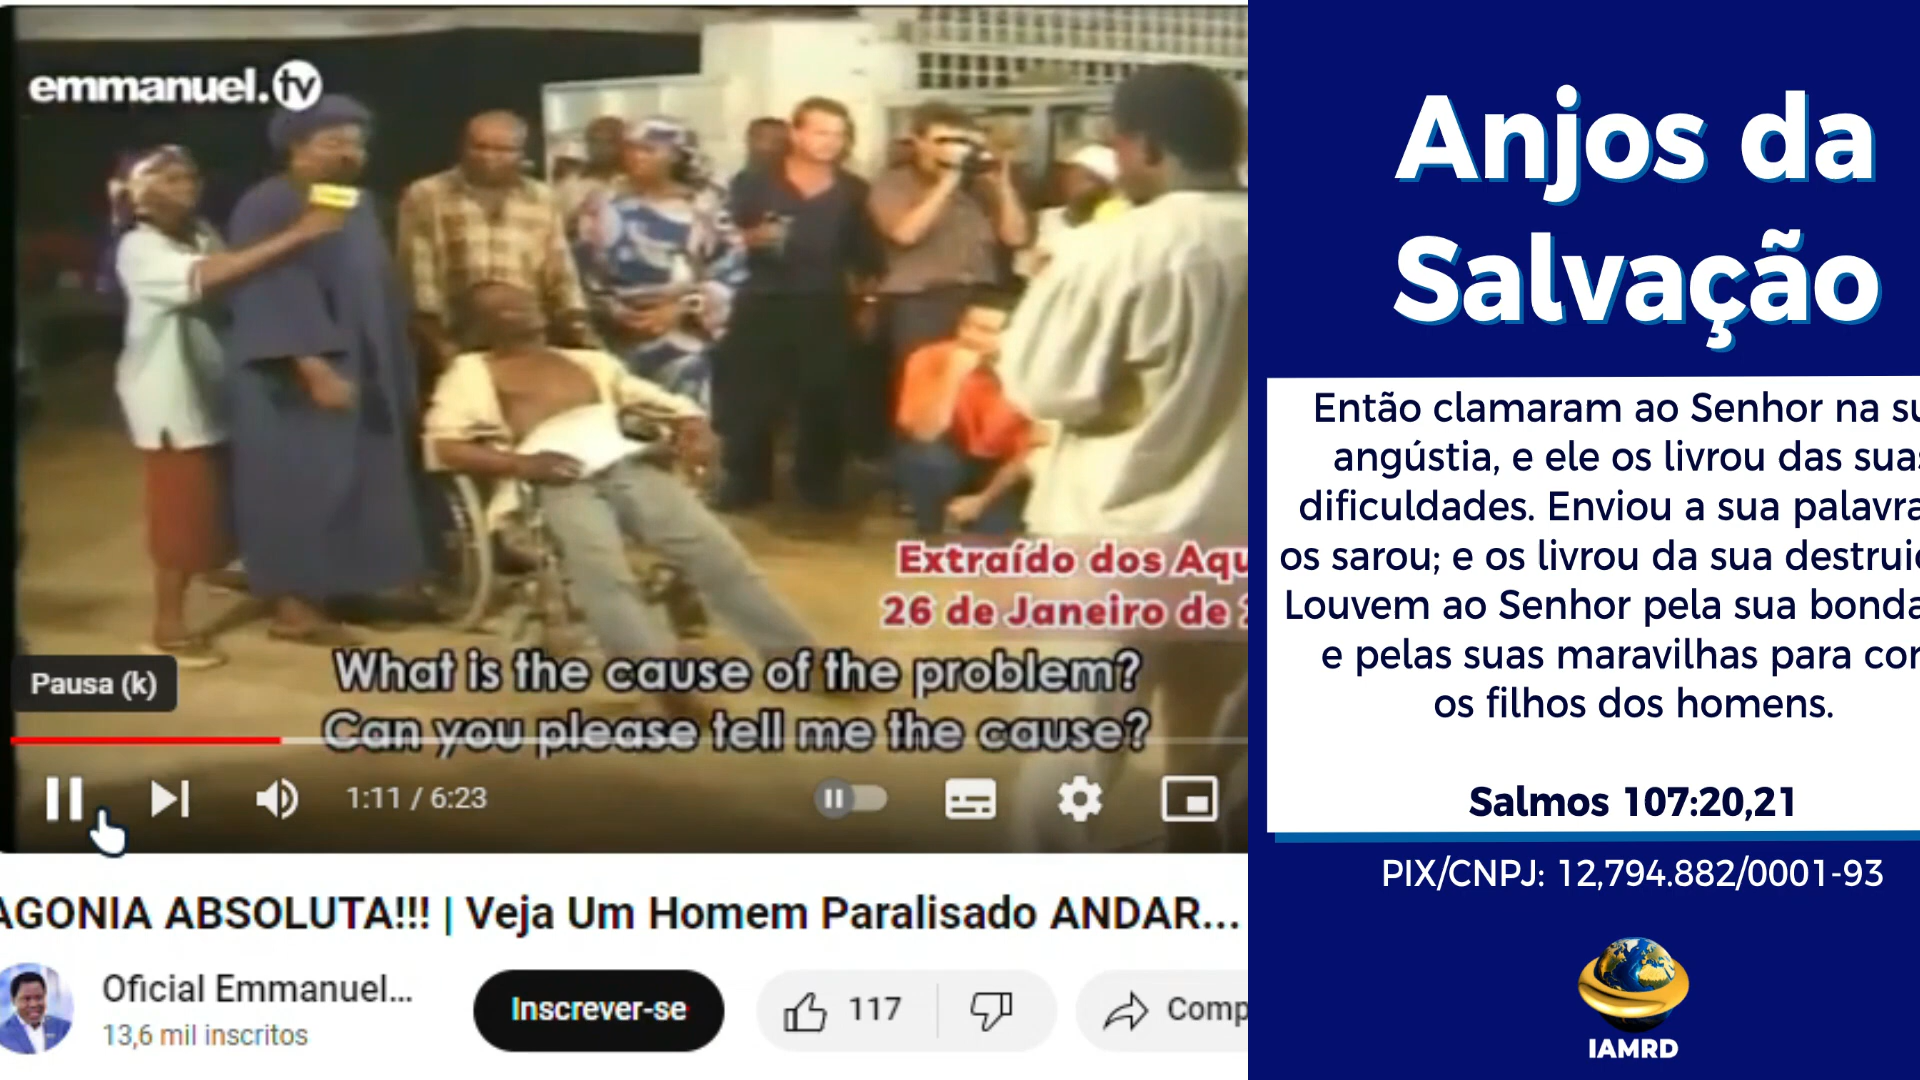 emmanuel.tv
Extraído dos Aqu
26 de Janeiro de 2
What is the cause of the problem?
Can you please tell me the cause?
Pausa (k)
1:11 / 6:23
AGONIA ABSOLUTA!!! | Veja Um Homem Paralisado ANDAR...
Oficial Emmanuel...
13,6 mil inscritos
Inscrever-se
117
Comp
Anjos da
Salvação
Então clamaram ao Senhor na su
angústia, e ele os livrou das suas
dificuldades. Enviou a sua palavra
os sarou; e os livrou da sua destruiç
Louvem ao Senhor pela sua bonda
e pelas suas maravilhas para con
os filhos dos homens.
Salmos 107:20,21
PIX/CNPJ: 12,794.882/0001-93
IAMRD